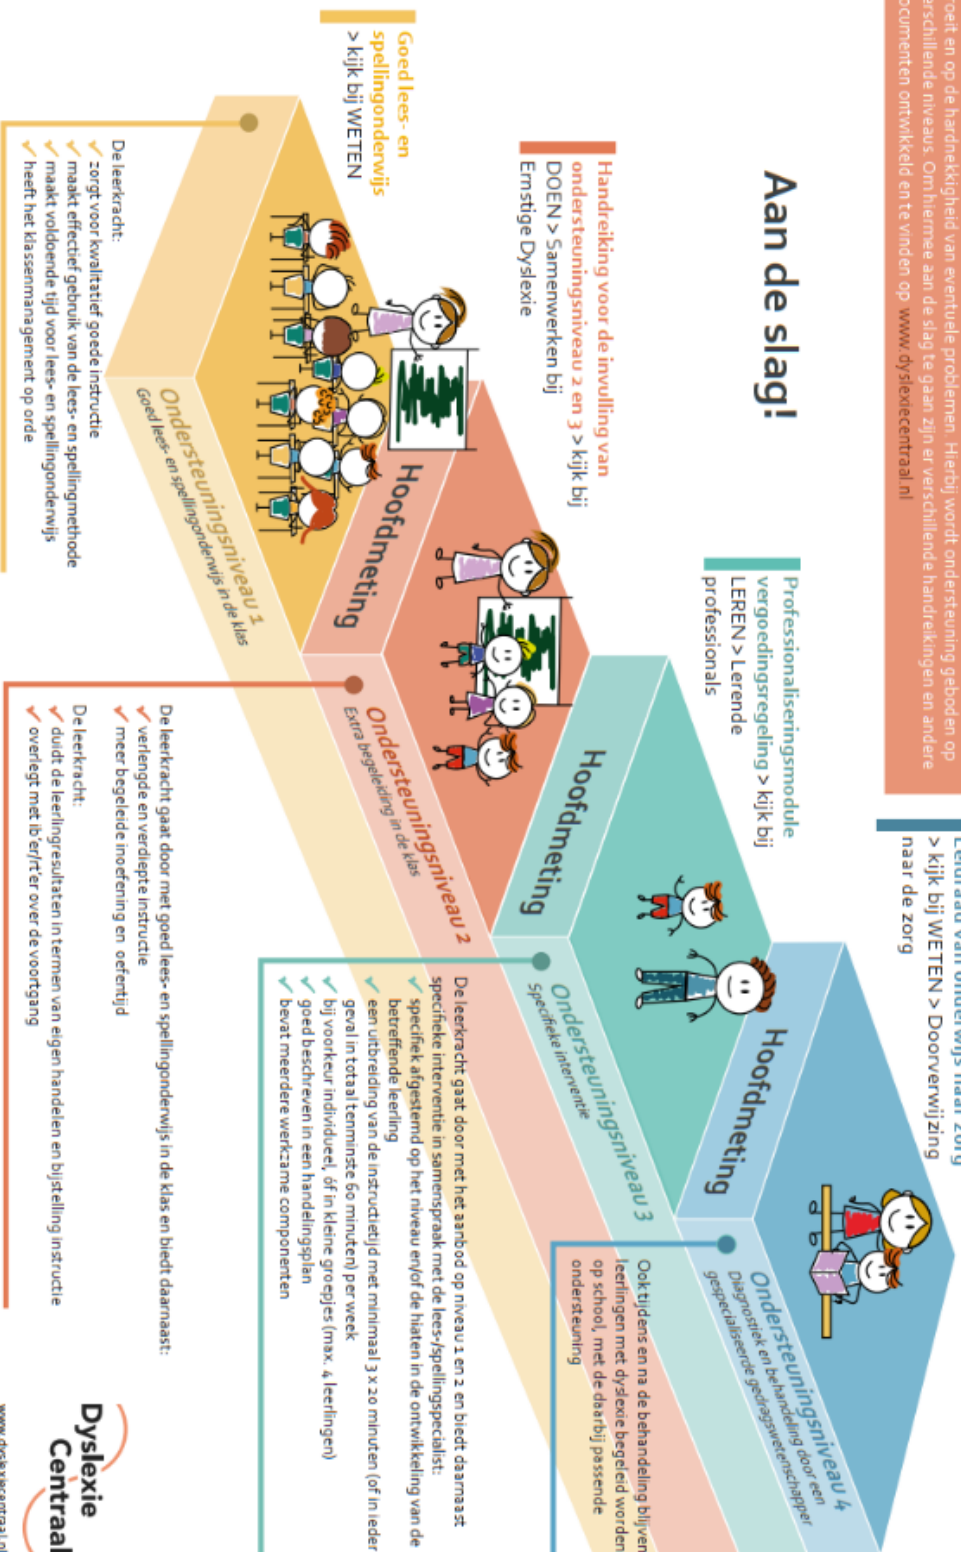 roeit en op de hardnekkigheid van eventuele problemen. Hierbij wordt ondersteuning geboden op
erschillende niveaus. Om hiermee aan de slag te gaan zijn er verschillende handreikingen en andere
ocumenten ontwikkeld en te vinden op www.dyslexiecentraal.nl
Aan de slag!
Goed lees- en
spellingonderwijs
> kijk bij WETEN
Handreiking voor de invulling van
ondersteuningsniveau 2 en 3 > kijk bij
DOEN > Samenwerken bij
Ernstige Dyslexie
Professionaliseringsmodule
vergoedingsregeling > kijk bij
LEREN > Lerende
professionals
Leidraad van onderwijs naar zorg
> kijk bij WETEN > Doorverwijzing
naar de zorg
Hoofdmeting
Hoofdmeting
Hoofdmeting
Ondersteuningsniveau 1
Goed lees- en spellingonderwijs in de klas
De leerkracht:
✓ zorgt voor kwalitatief goede instructie
✓ maakt effectief gebruik van de lees- en spellingmethode
✓ maakt voldoende tijd voor lees- en spellingonderwijs
✓ heeft het klassenmanagement op orde
Ondersteuningsniveau 2
Extra begeleiding in de klas
De leerkracht gaat door met goed lees- en spellingonderwijs in de klas en biedt daarnaast:
✓ verlengde en verdiepte instructie
✓ meer begeleide inoefening en oefentijd
De leerkracht:
✓ duidt de leerlingresultaten in termen van eigen handelen en bijstelling instructie
✓ overlegt met ib'er/rt'er over de voortgang
Ondersteuningsniveau 3
Specifieke interventie
De leerkracht gaat door met het aanbod op niveau 1 en 2 en biedt daarnaast
specifieke interventie in samenspraak met de lees-/spellingspecialist:
✓ specifiek afgestemd op het niveau en/of de hiaten in de ontwikkeling van de
betreffende leerling
✓ een uitbreiding van de instructietijd met minimaal 3 x 20 minuten (of in ieder
geval in totaal tenminste 60 minuten) per week
✓ bij voorkeur individueel, óf in kleine groepjes (max. 4 leerlingen)
✓ goed beschreven in een handelingsplan
✓ bevat meerdere werkzame componenten
Ondersteuningsniveau 4
Diagnostiek en behandeling door een
gespecialiseerde gedragswetenschapper
Ook tijdens en na de behandeling blijven
leerlingen met dyslexie begeleid worden
op school, met de daarbij passende
ondersteuning
Dyslexie
Centraal
www.dyslexiecentraal.nl